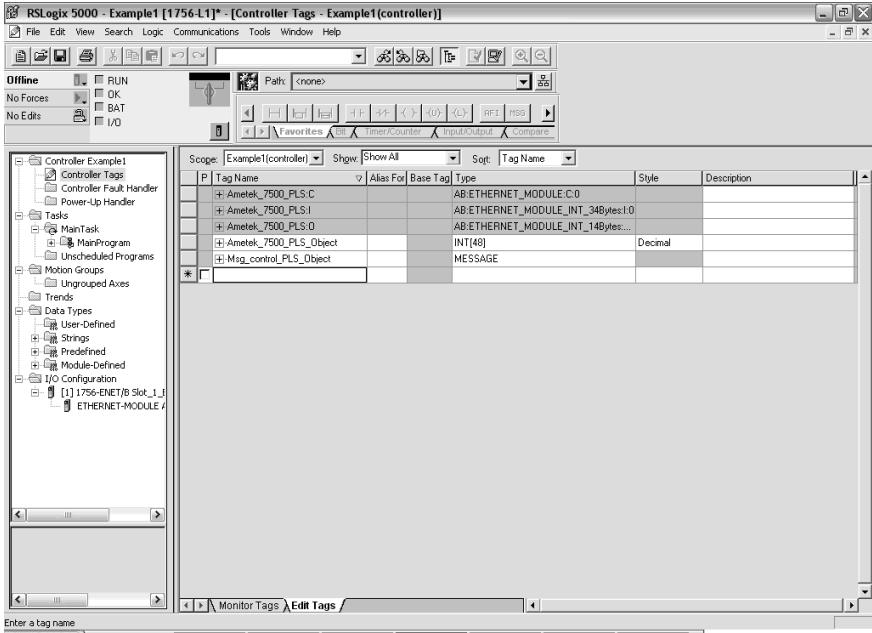 RSLogix 5000 - Example1 [1756-L1]* - [Controller Tags - Example1(controller)]
File Edit View Search Logic Communications Tools Window Help
Offline
RUN
Path: <none>
No Forces
OK
No Edits
BAT
I/O
AFI MSG
Favorites Bit Timer/Counter Input/Output Compare
Controller Example1
Controller Tags
Controller Fault Handler
Power-Up Handler
Tasks
MainTask
MainProgram
Unscheduled Programs
Motion Groups
Ungrouped Axes
Trends
Data Types
User-Defined
Strings
Predefined
Module-Defined
I/O Configuration
[1] 1756-ENET/B Slot_1_E
ETHERNET-MODULE A
Scope: Example1(controller) Show: Show All Sort: Tag Name
P Tag Name Alias For Base Tag Type Style Description
Ametek_7500_PLS:C AB:ETHERNET_MODULE:C:0
Ametek_7500_PLS:I AB:ETHERNET_MODULE_INT_34Bytes:I:0
Ametek_7500_PLS:O AB:ETHERNET_MODULE_INT_14Bytes:...
Ametek_7500_PLS_Object INT[48] Decimal
Msg_control_PLS_Object MESSAGE
Monitor Tags Edit Tags
Enter a tag name